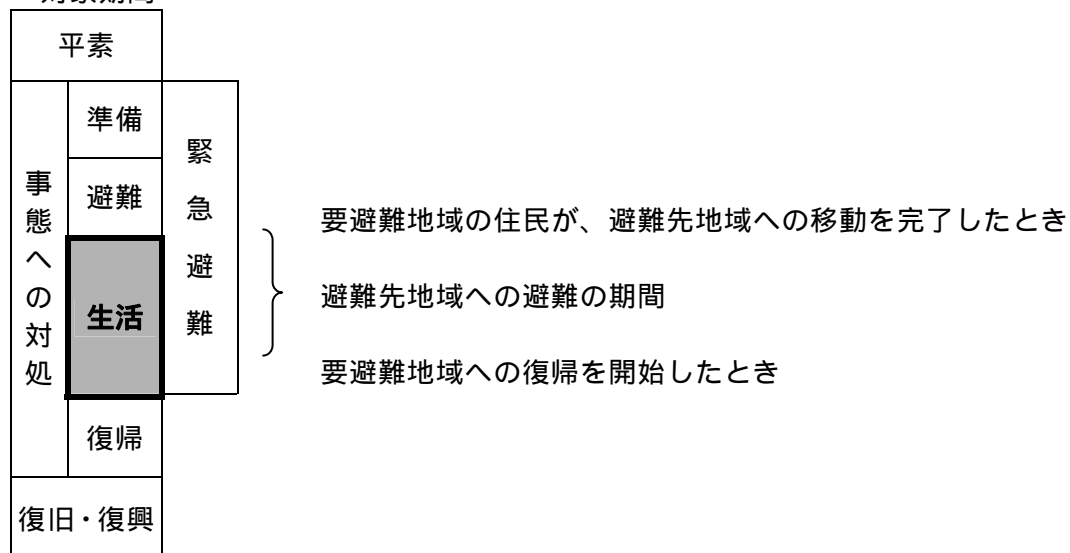 平素
事態への対処
準備
避難
生活
復帰
緊急避難
復旧・復興
要避難地域の住民が、避難先地域への移動を完了したとき
避難先地域への避難の期間
要避難地域への復帰を開始したとき